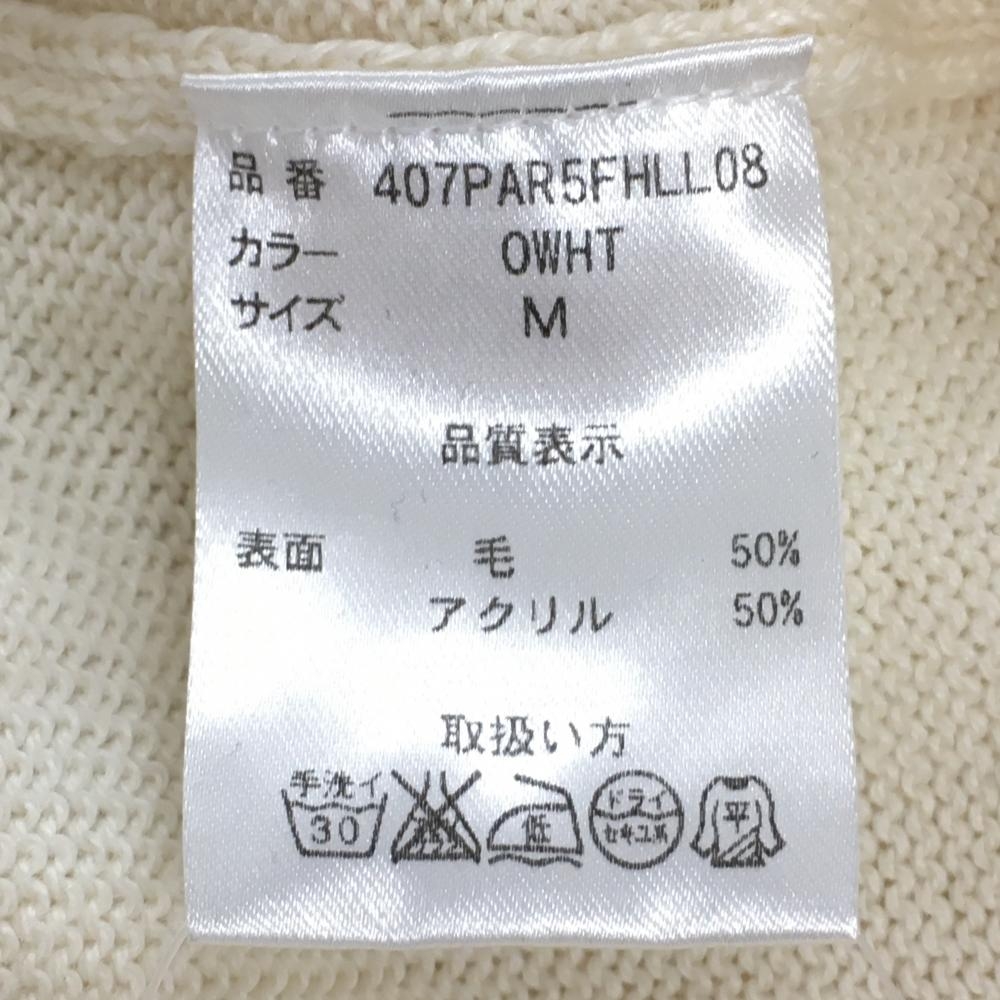 品番 407PAR5FHLL08
カラー OWHT
サイズ M
品質表示
表面 毛 50%
アクリル 50%
取扱い方
手洗イ 30 低 ドライ セキユ系 平